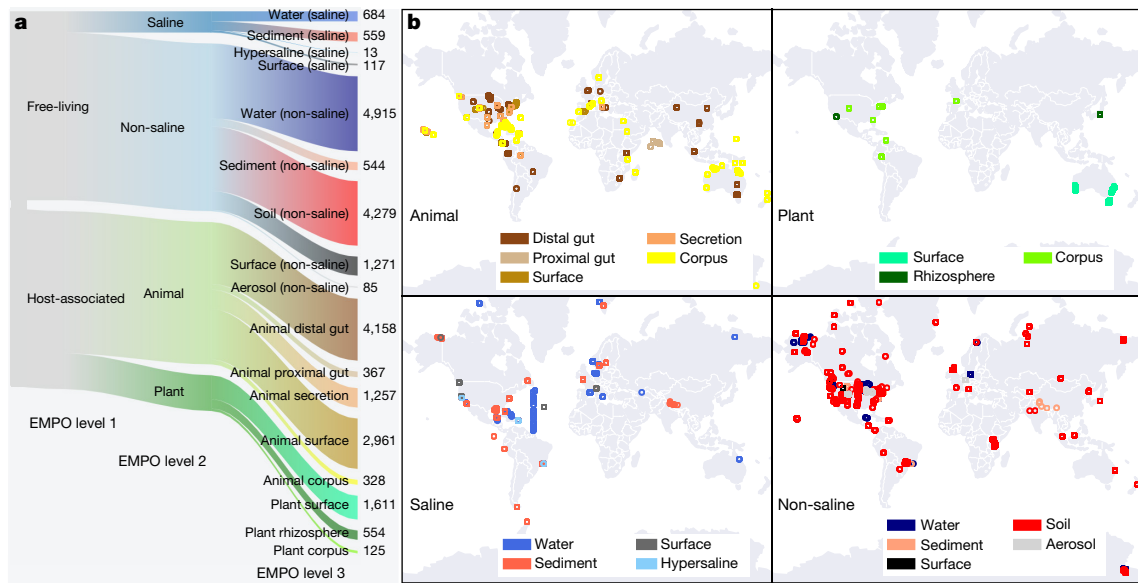 a
Free-living
Host-associated
EMPO level 1
Saline
Non-saline
Animal
Plant
EMPO level 2
Water (saline) 684
Sediment (saline) 559
Hypersaline (saline) 13
Surface (saline) 117
Water (non-saline) 4,915
Sediment (non-saline) 544
Soil (non-saline) 4,279
Surface (non-saline) 1,271
Aerosol (non-saline) 85
Animal distal gut 4,158
Animal proximal gut 367
Animal secretion 1,257
Animal surface 2,961
Animal corpus 328
Plant surface 1,611
Plant rhizosphere 554
Plant corpus 125
EMPO level 3
b
Animal
Distal gut Secretion
Proximal gut Corpus
Surface
Plant
Surface Corpus
Rhizosphere
Saline
Water Surface
Sediment Hypersaline
Non-saline
Water Soil
Sediment Aerosol
Surface